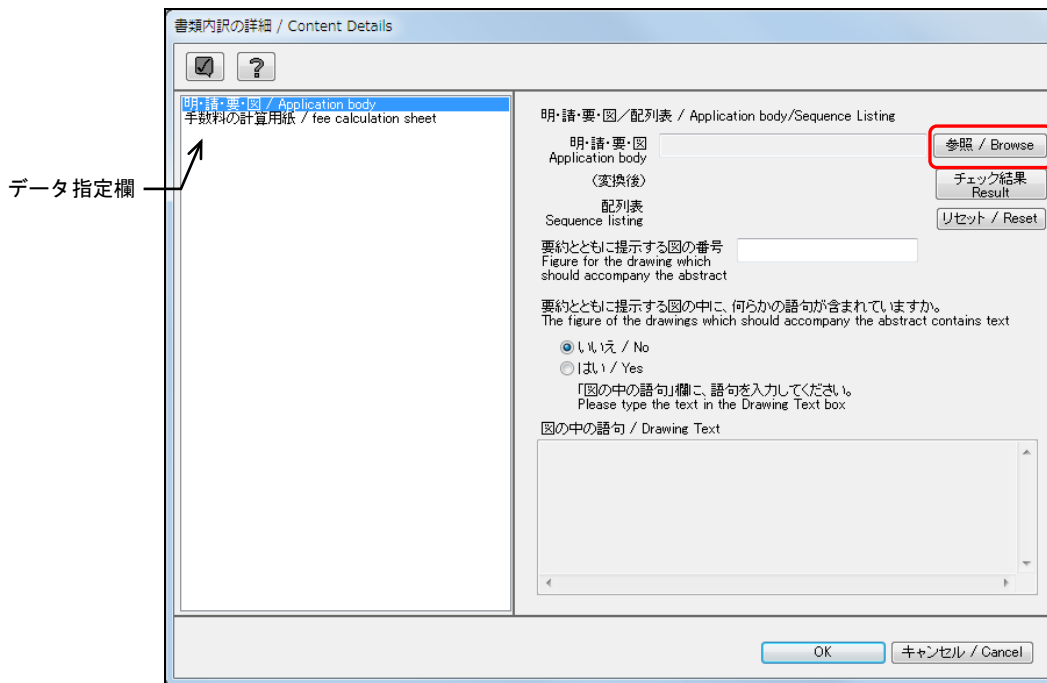 書類内訳の詳細 / Content Details
明・請・要・図 / Application body
手数料の計算用紙 / fee calculation sheet
データ指定欄
明・請・要・図／配列表 / Application body/Sequence Listing
明・請・要・図
Application body
参照 / Browse
（変換後）
チェック結果
Result
配列表
Sequence listing
リセット / Reset
要約とともに提示する図の番号
Figure for the drawing which
should accompany the abstract
要約とともに提示する図の中に、何らかの語句が含まれていますか。
The figure of the drawings which should accompany the abstract contains text
いいえ / No
はい / Yes
「図の中の語句」欄に、語句を入力してください。
Please type the text in the Drawing Text box
図の中の語句 / Drawing Text
OK
キャンセル / Cancel